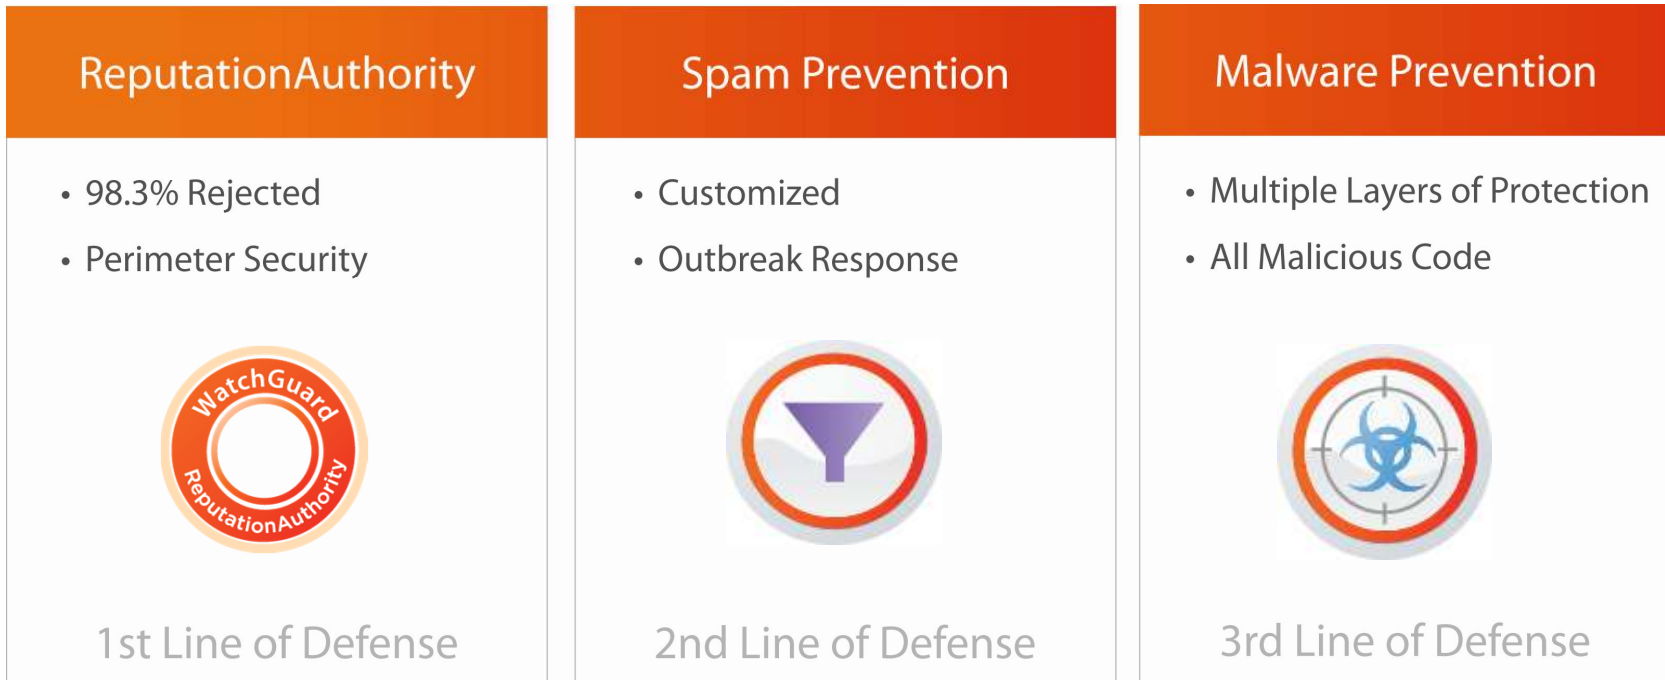 ReputationAuthority
• 98.3% Rejected
• Perimeter Security
WatchGuard
ReputationAuthority
1st Line of Defense
Spam Prevention
• Customized
• Outbreak Response
2nd Line of Defense
Malware Prevention
• Multiple Layers of Protection
• All Malicious Code
3rd Line of Defense